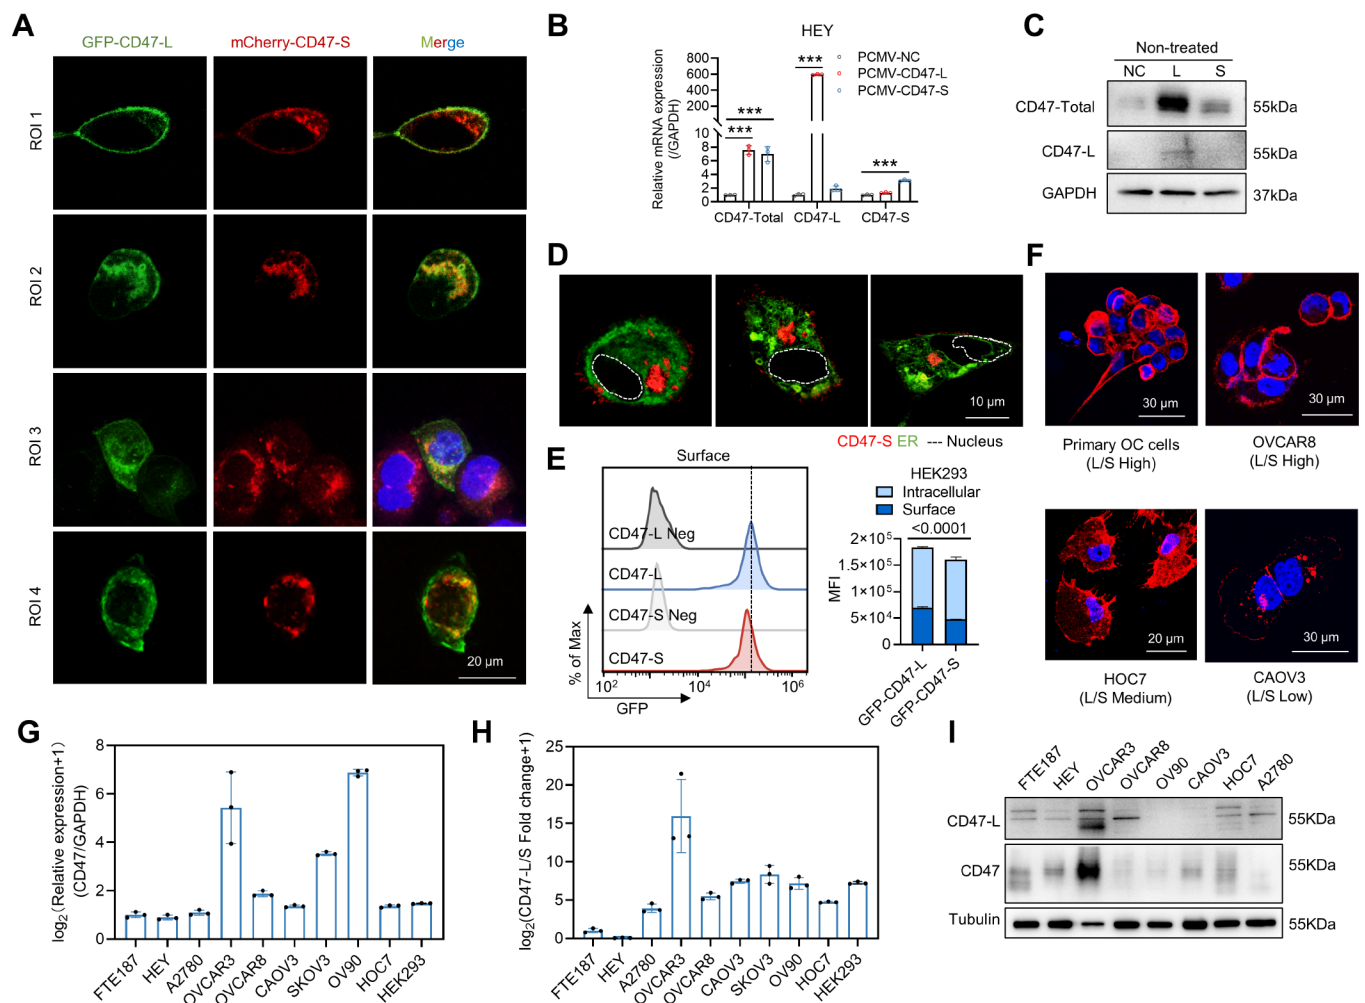 A
GFP-CD47-L
mCherry-CD47-S
Merge
ROI 1
ROI 2
ROI 3
ROI 4
20 μm
B
HEY
Relative mRNA expression
(/GAPDH)
800
600
400
200
10
8
6
4
2
0
***
***
***
***
PCMV-NC
PCMV-CD47-L
PCMV-CD47-S
CD47-Total
CD47-L
CD47-S
C
Non-treated
NC
L
S
CD47-Total
55kDa
CD47-L
55kDa
GAPDH
37kDa
D
10 μm
CD47-S ER --- Nucleus
E
Surface
CD47-L Neg
CD47-L
CD47-S Neg
CD47-S
% of Max
10²
10⁴
10⁶
GFP
HEK293
Intracellular
Surface
<0.0001
MFI
2×10⁵
1.5×10⁵
1×10⁵
5×10⁴
0
GFP-CD47-L
GFP-CD47-S
F
30 μm
Primary OC cells
(L/S High)
30 μm
OVCAR8
(L/S High)
20 μm
HOC7
(L/S Medium)
30 μm
CAOV3
(L/S Low)
G
log₂(Relative expression+1)
(CD47/GAPDH)
8
6
4
2
0
FTE187
HEY
A2780
OVCAR3
OVCAR8
CAOV3
SKOV3
OV90
HOC7
HEK293
H
log₂(CD47-L/S Fold change+1)
25
20
15
10
5
0
FTE187
HEY
A2780
OVCAR3
OVCAR8
CAOV3
SKOV3
OV90
HOC7
HEK293
I
FTE187
HEY
OVCAR3
OVCAR8
OV90
CAOV3
HOC7
A2780
CD47-L
55KDa
CD47
55KDa
Tubulin
55KDa